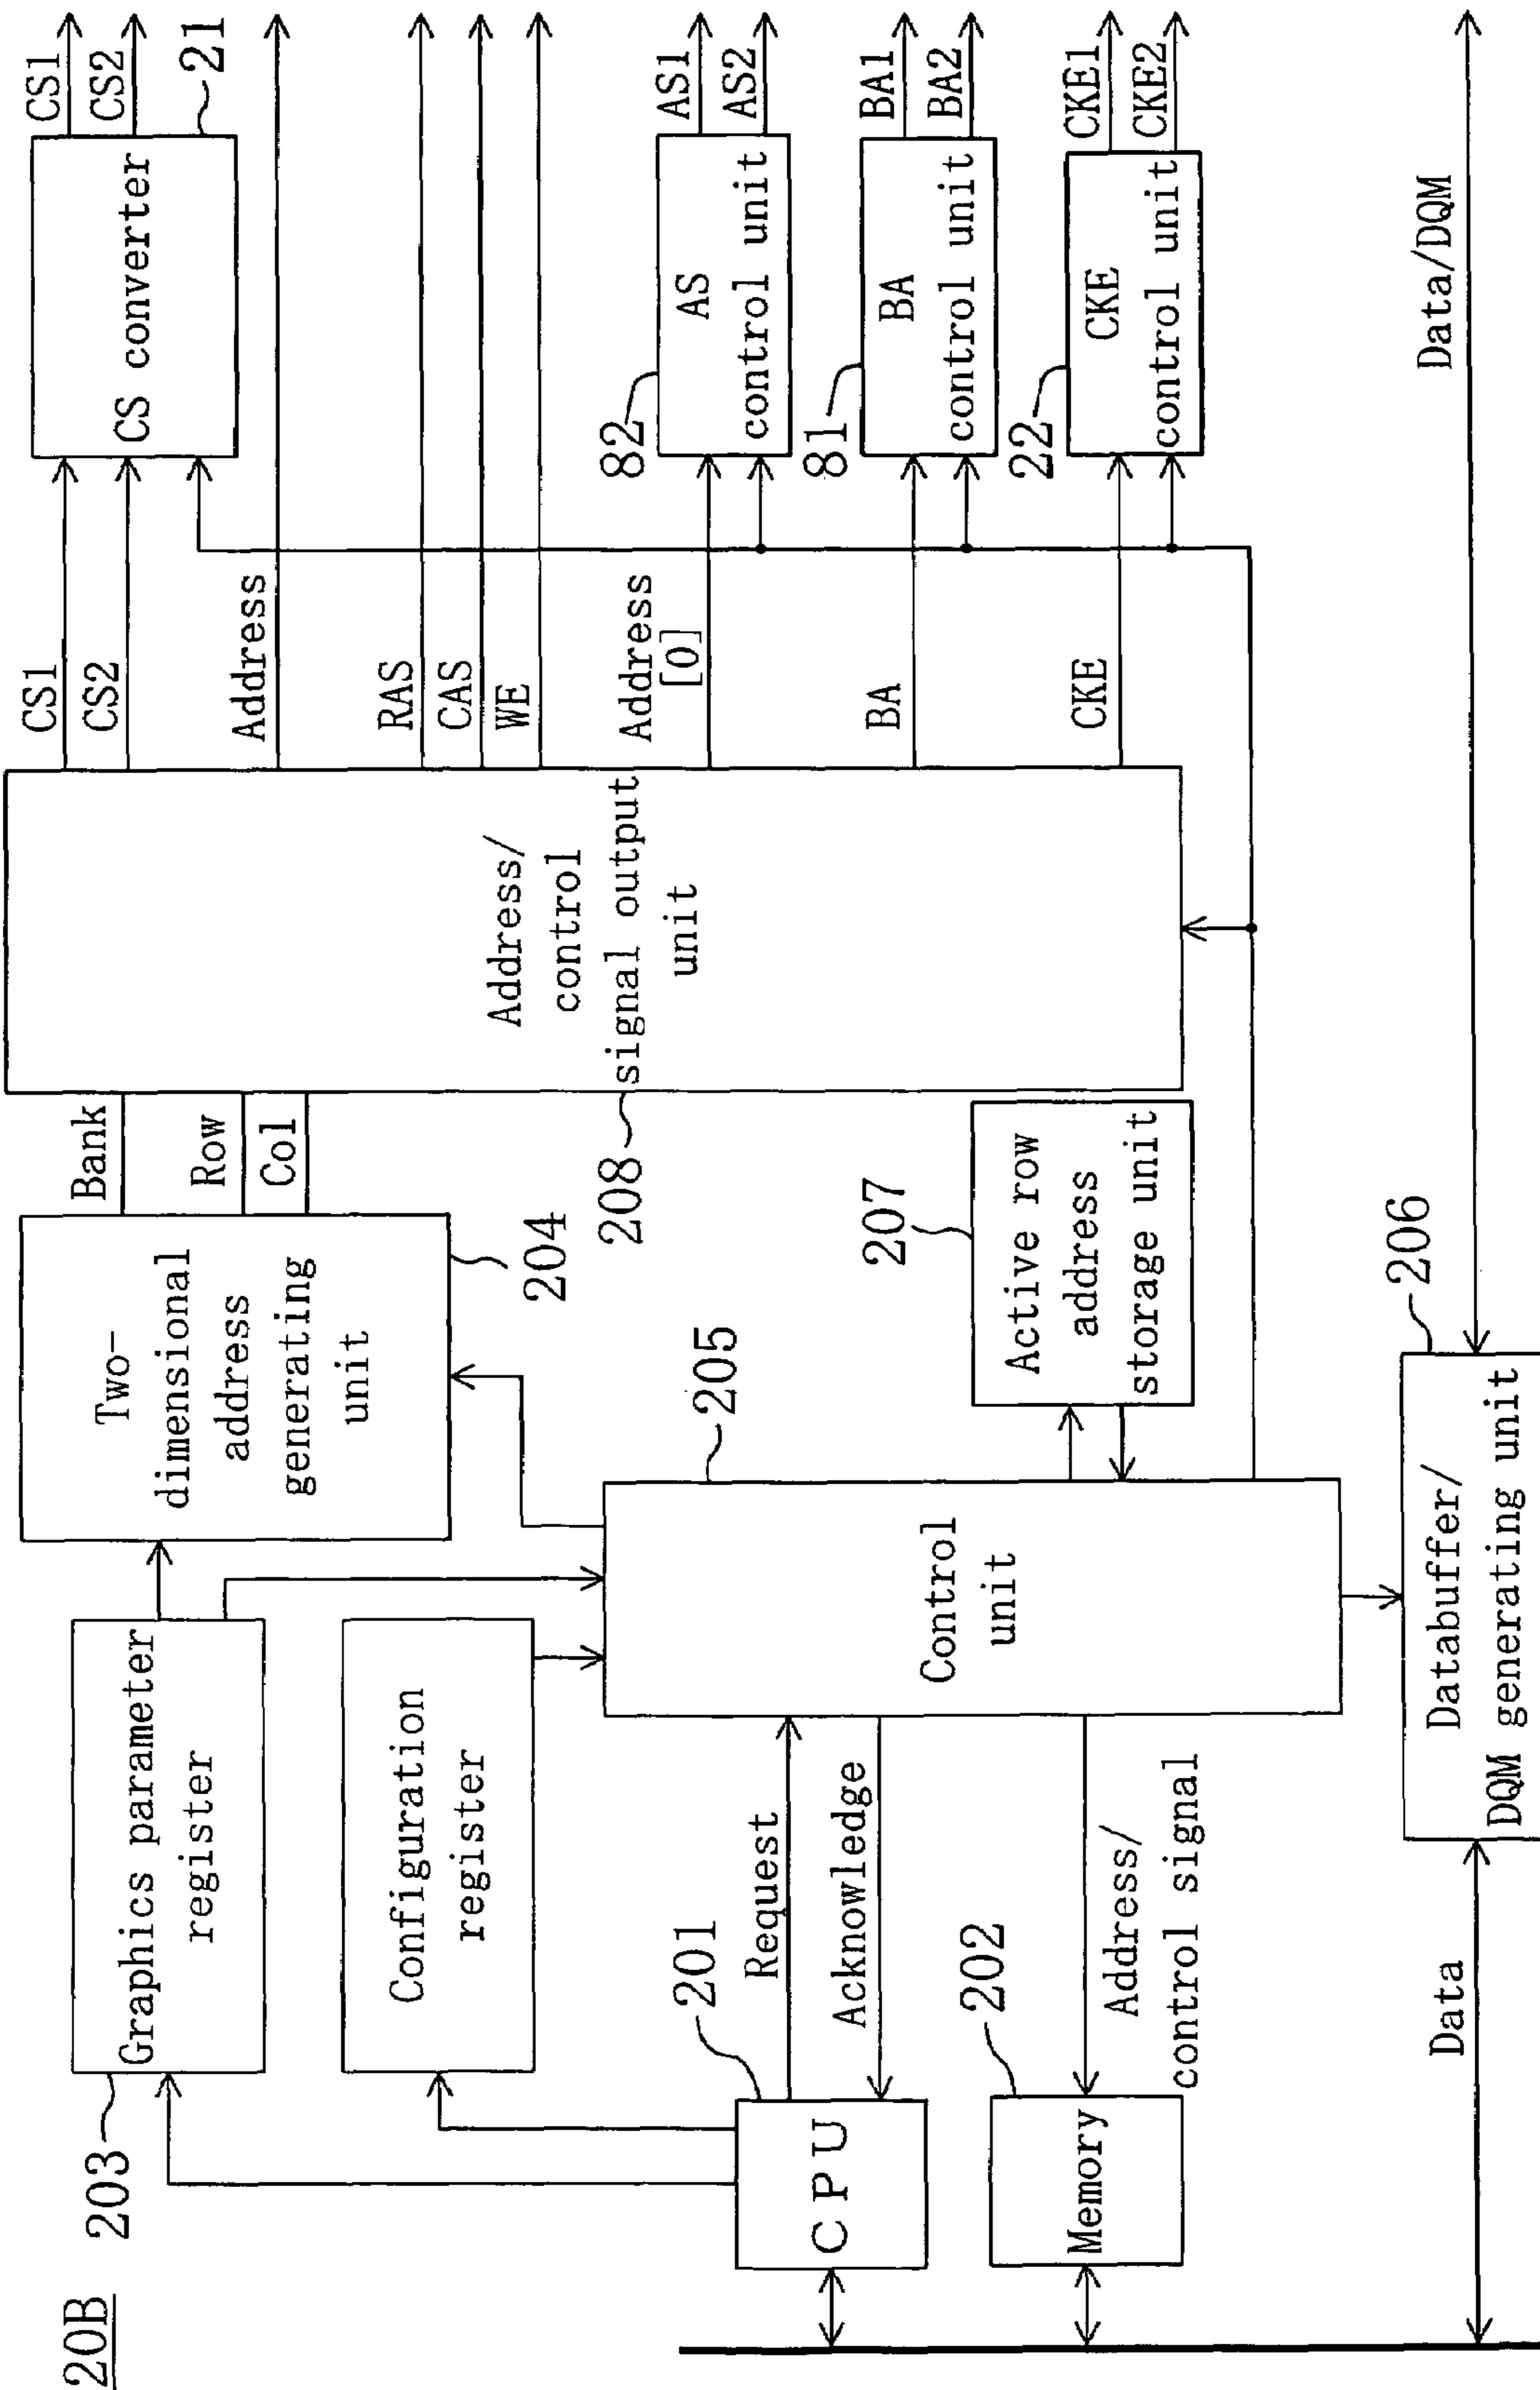 20B
203
Graphics parameter
register
Configuration
register
201
CPU
Request
Acknowledge
202
Memory
Address/
control signal
Data
Two-
dimensional
address
generating
unit
204
205
Control
unit
207
Active row
address
storage unit
206
Databuffer/
DQM generating unit
Data/DQM
Bank
Row
Col
208
Address/
control
signal output
unit
CS1
CS2
Address
RAS
CAS
WE
Address
[0]
BA
CKE
CS converter
21
CS1
CS2
82
AS
control unit
AS1
AS2
81
BA
control unit
BA1
BA2
22
CKE
control unit
CKE1
CKE2